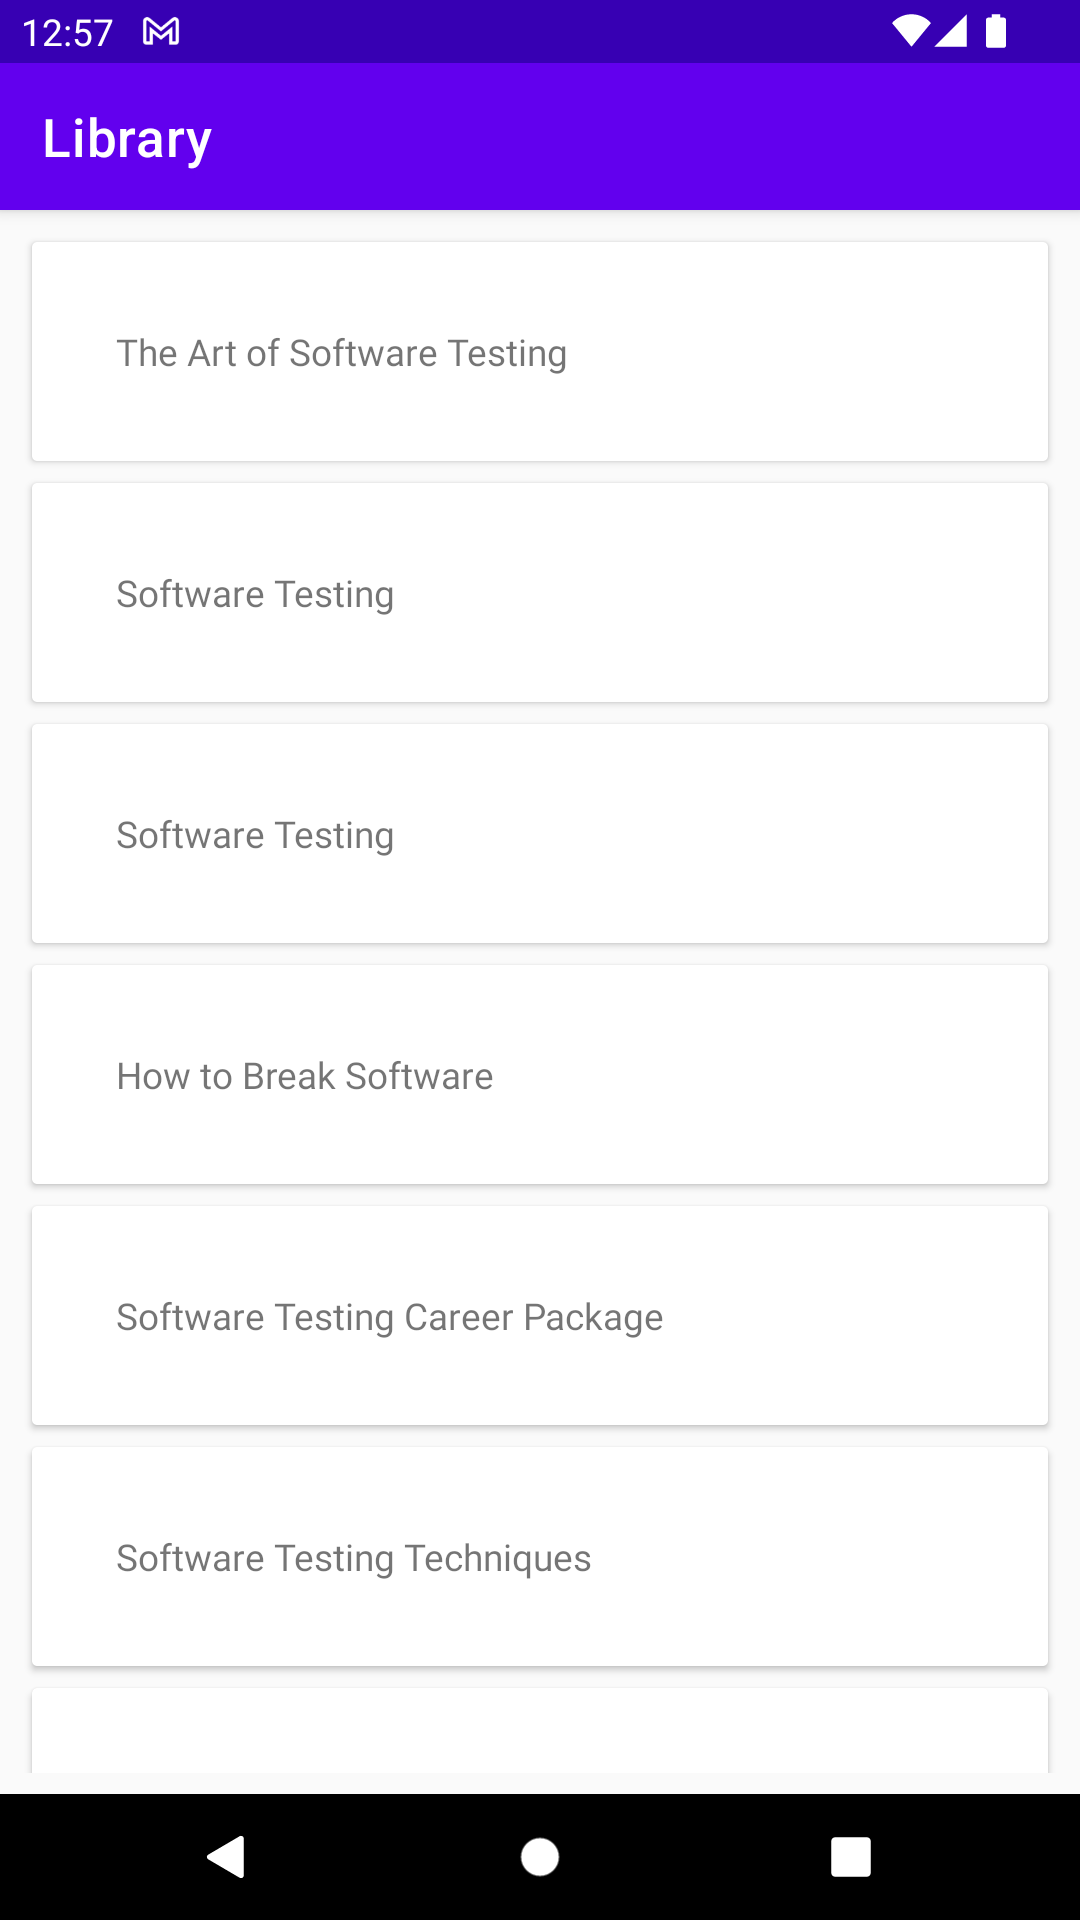 12:57
Library
The Art of Software Testing
Software Testing
Software Testing
How to Break Software
Software Testing Career Package
Software Testing Techniques